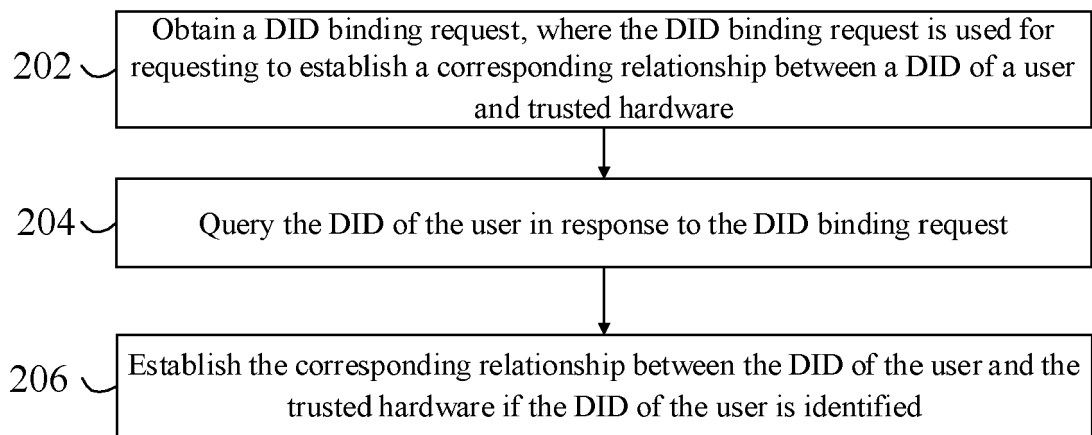 202
Obtain a DID binding request, where the DID binding request is used for
requesting to establish a corresponding relationship between a DID of a user
and trusted hardware
204
Query the DID of the user in response to the DID binding request
206
Establish the corresponding relationship between the DID of the user and the
trusted hardware if the DID of the user is identified